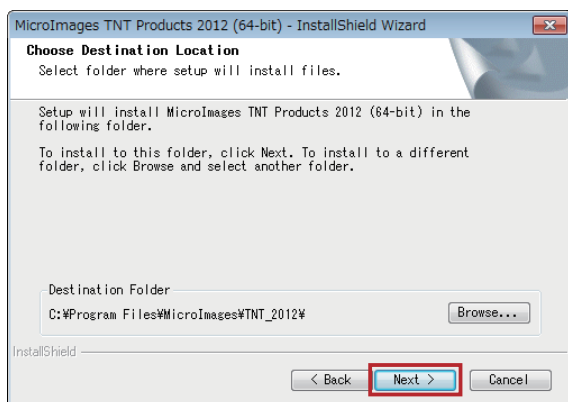 MicroImages TNT Products 2012 (64-bit) - InstallShield Wizard
Choose Destination Location
Select folder where setup will install files.
Setup will install MicroImages TNT Products 2012 (64-bit) in the
following folder.
To install to this folder, click Next. To install to a different
folder, click Browse and select another folder.
Destination Folder
C:¥Program Files¥MicroImages¥TNT_2012¥
Browse...
InstallShield
< Back
Next >
Cancel